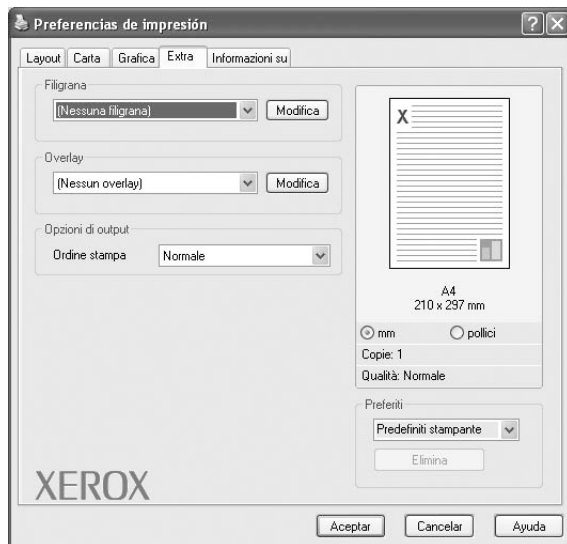 Preferencias de impresión
Layout Carta Grafica Extra Informazioni su
Filigrana
(Nessuna filigrana) Modifica
Overlay
(Nessun overlay) Modifica
Opzioni di output
Ordine stampa Normale
X
A4
210 x 297 mm
mm pollici
Copie: 1
Qualità: Normale
Preferiti
Predefiniti stampante
Elimina
XEROX
Aceptar Cancelar Ayuda